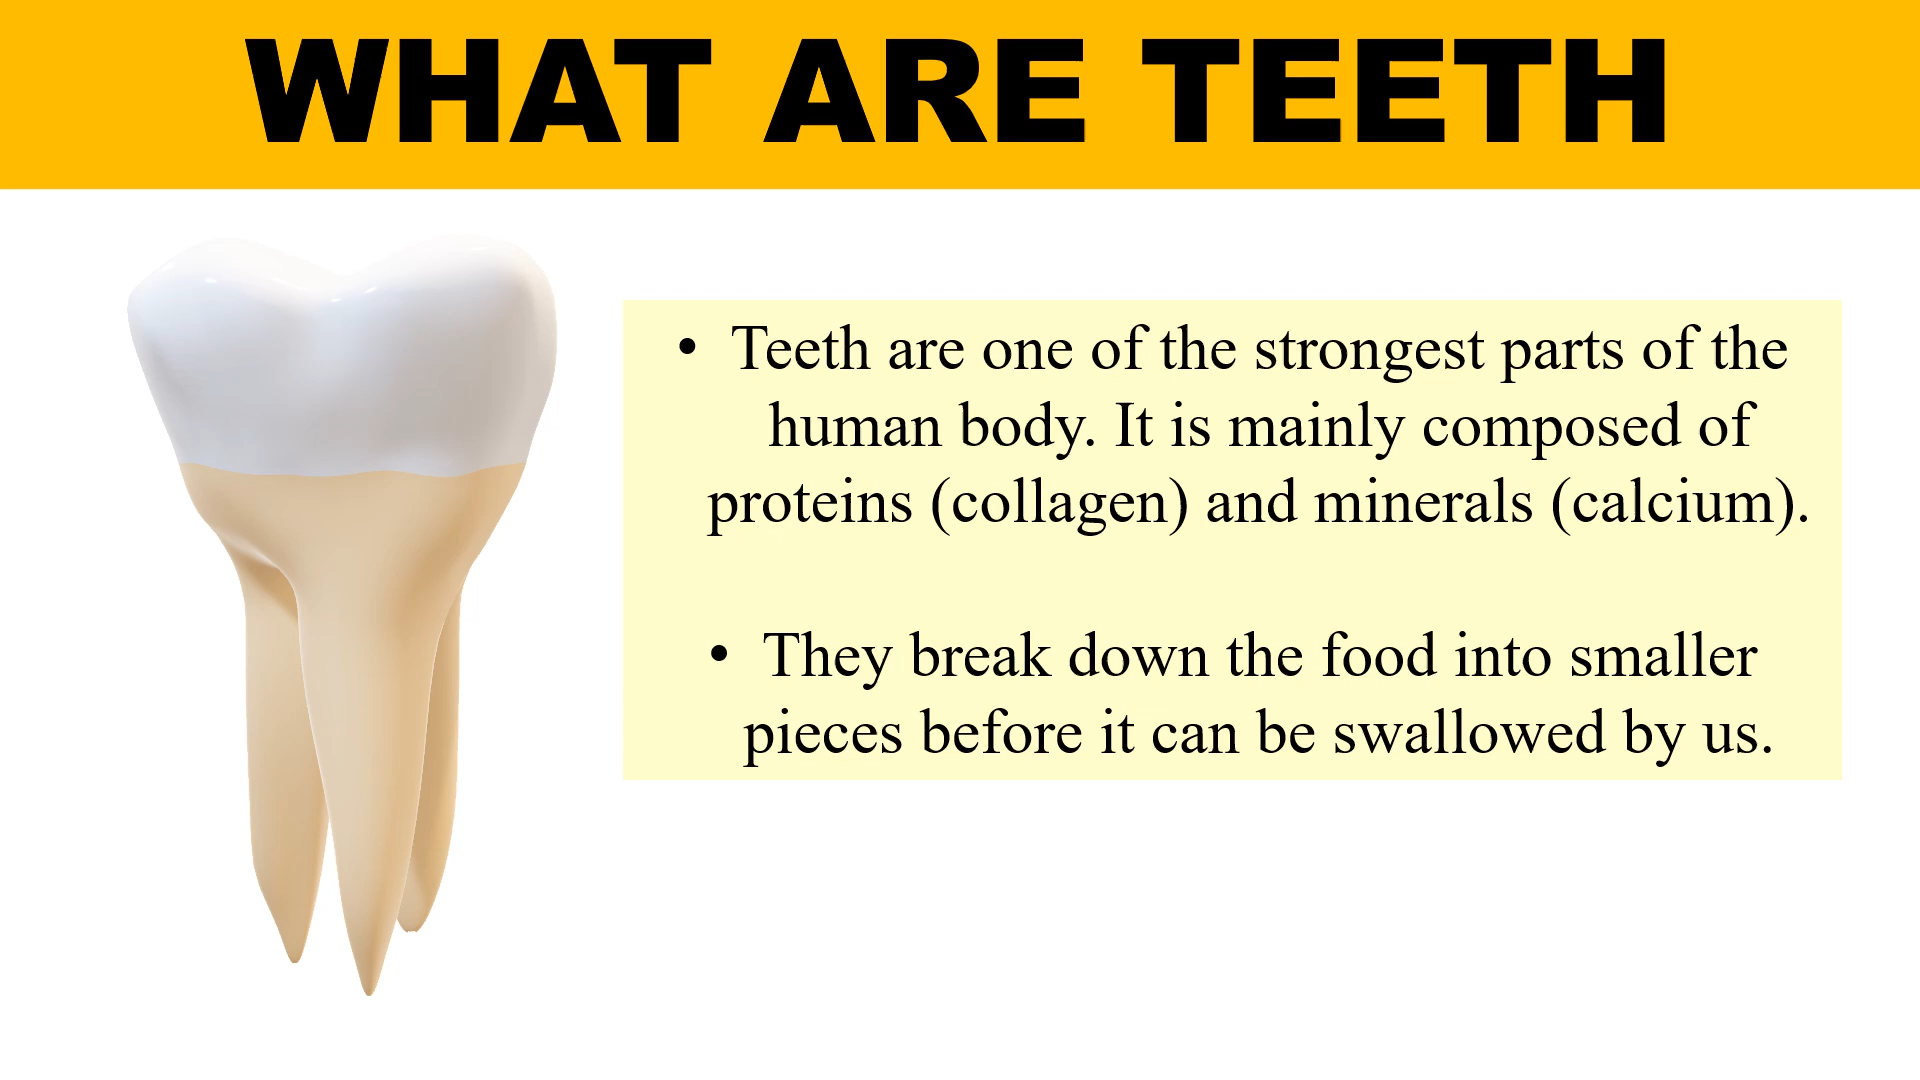 WHAT ARE TEETH
• Teeth are one of the strongest parts of the
human body. It is mainly composed of
proteins (collagen) and minerals (calcium).
• They break down the food into smaller
pieces before it can be swallowed by us.